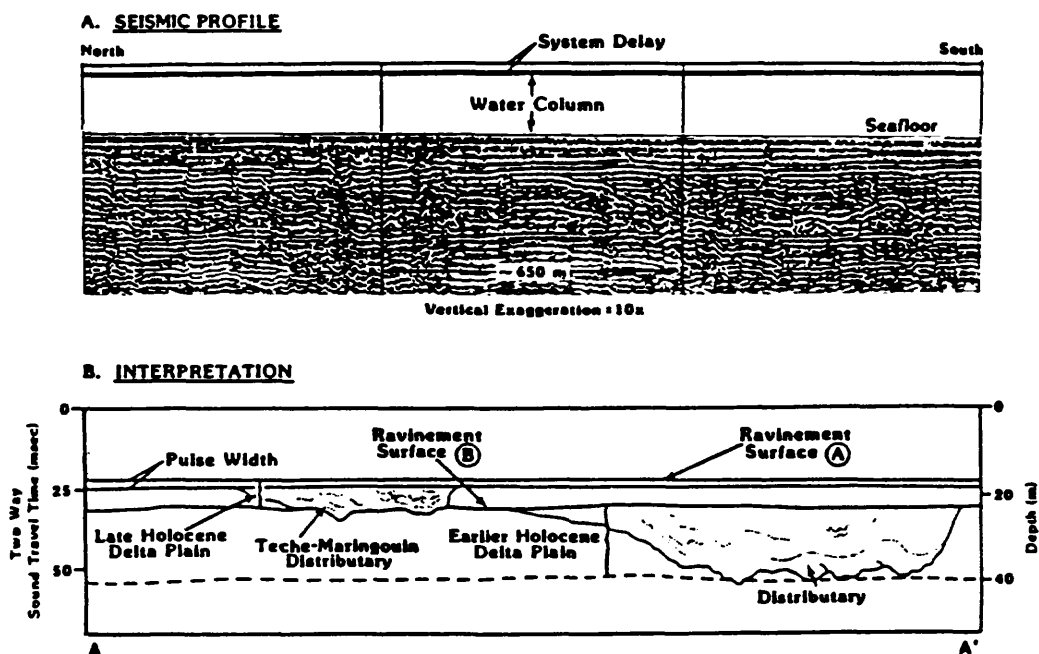 A. SEISMIC PROFILE
North
System Delay
South
Water Column
Seafloor
~ 650 m
Vertical Exaggeration = 10x
B. INTERPRETATION
Two Way
Sound Travel Time (msec)
0
25
50
0
20
40
Depth (m)
Pulse Width
Ravinement
Surface B
Ravinement
Surface A
Late Holocene
Delta Plain
Teche-Maringouin
Distributary
Earlier Holocene
Delta Plain
Distributary
A
A'